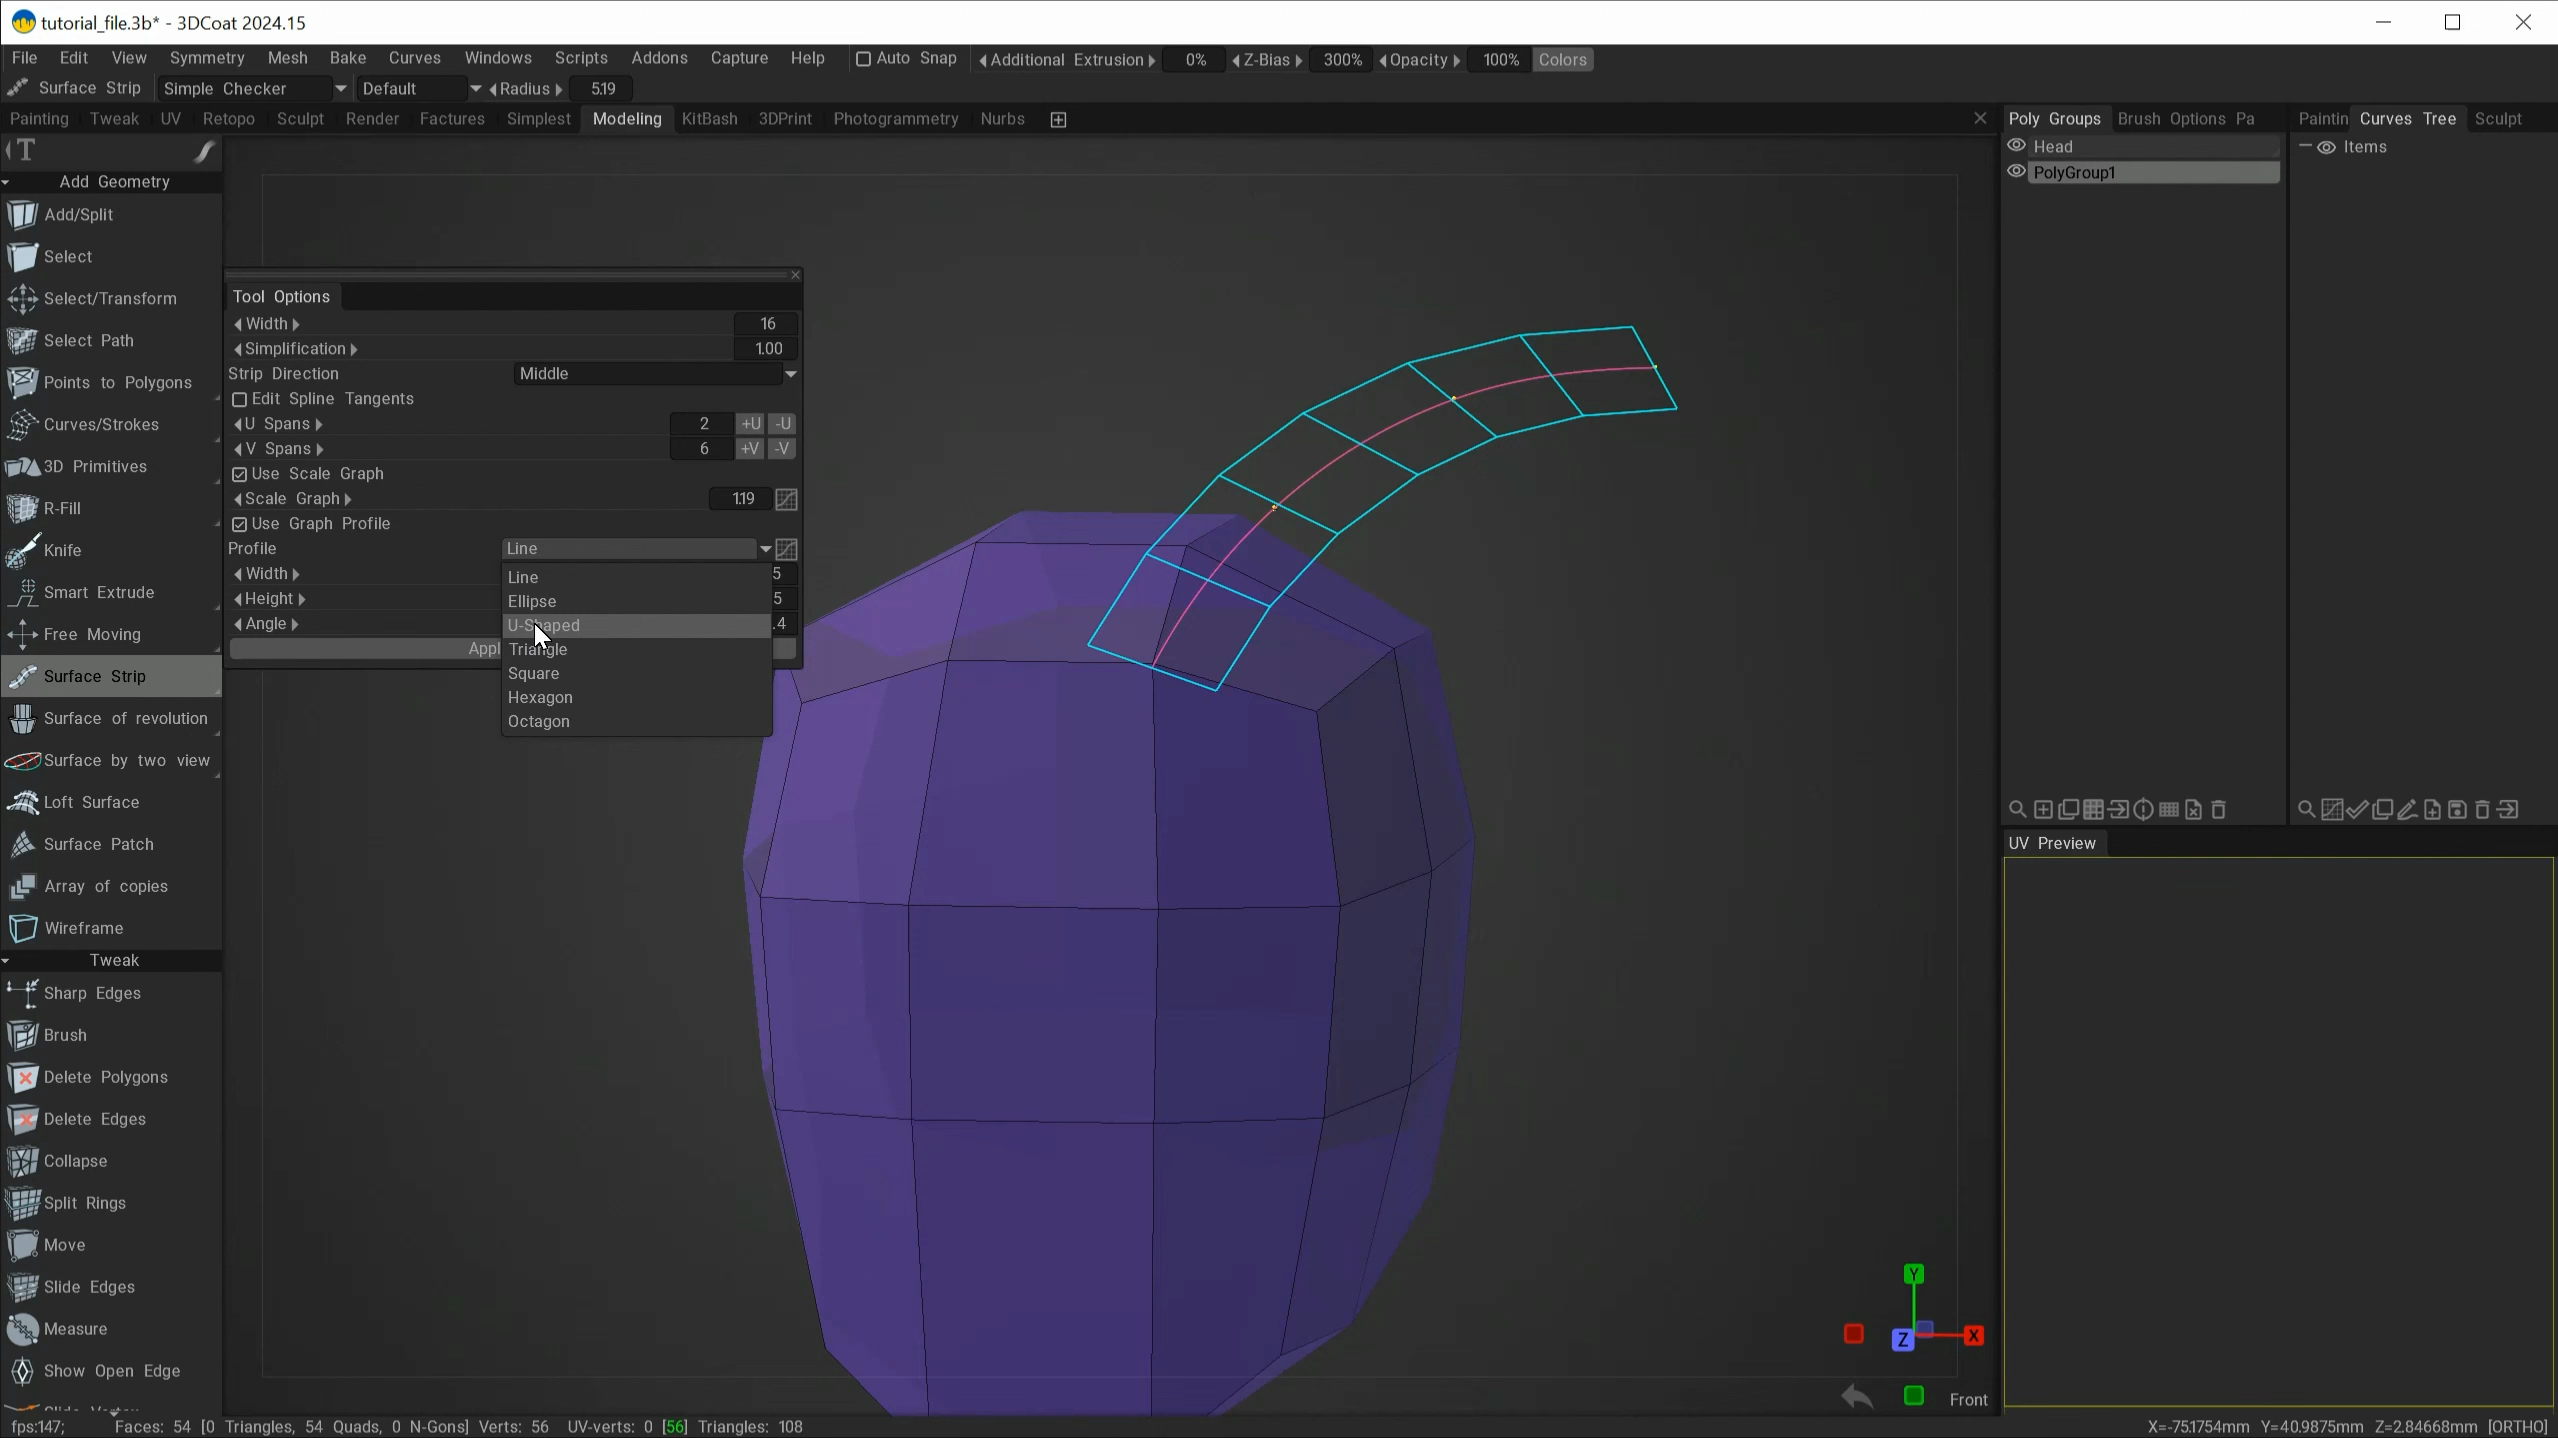 tutorial_file.3b* - 3DCoat 2024.15
File Edit View Symmetry Mesh Bake Curves Windows Scripts Addons Capture Help Auto Snap Additional Extrusion 0% Z-Bias 300% Opacity 100% Colors
Surface Strip Simple Checker Default Radius 5.19
Painting Tweak UV Retopo Sculpt Render Factures Simplest Modeling KitBash 3DPrint Photogrammetry Nurbs
Poly Groups Brush Options Pa
Paintin Curves Tree Sculpt
Head
PolyGroup1
Items
T
Add Geometry
Add/Split
Select
Select/Transform
Select Path
Points to Polygons
Curves/Strokes
3D Primitives
R-Fill
Knife
Smart Extrude
Free Moving
Surface Strip
Surface of revolution
Surface by two view
Loft Surface
Surface Patch
Array of copies
Wireframe
Tweak
Sharp Edges
Brush
Delete Polygons
Delete Edges
Collapse
Split Rings
Move
Slide Edges
Measure
Show Open Edge
Tool Options
Width 16
Simplification 1.00
Strip Direction Middle
Edit Spline Tangents
U Spans 2 +U -U
V Spans 6 +V -V
Use Scale Graph
Scale Graph 1.19
Use Graph Profile
Profile Line
Width 5
Height 5
Angle .4
Appl
Line
Ellipse
U-Shaped
Triangle
Square
Hexagon
Octagon
UV Preview
Y
Z
X
Front
fps:147; Faces: 54 [0 Triangles, 54 Quads, 0 N-Gons] Verts: 56 UV-verts: 0 [56] Triangles: 108
X=-75.1754mm Y=40.9875mm Z=2.84668mm [ORTHO]